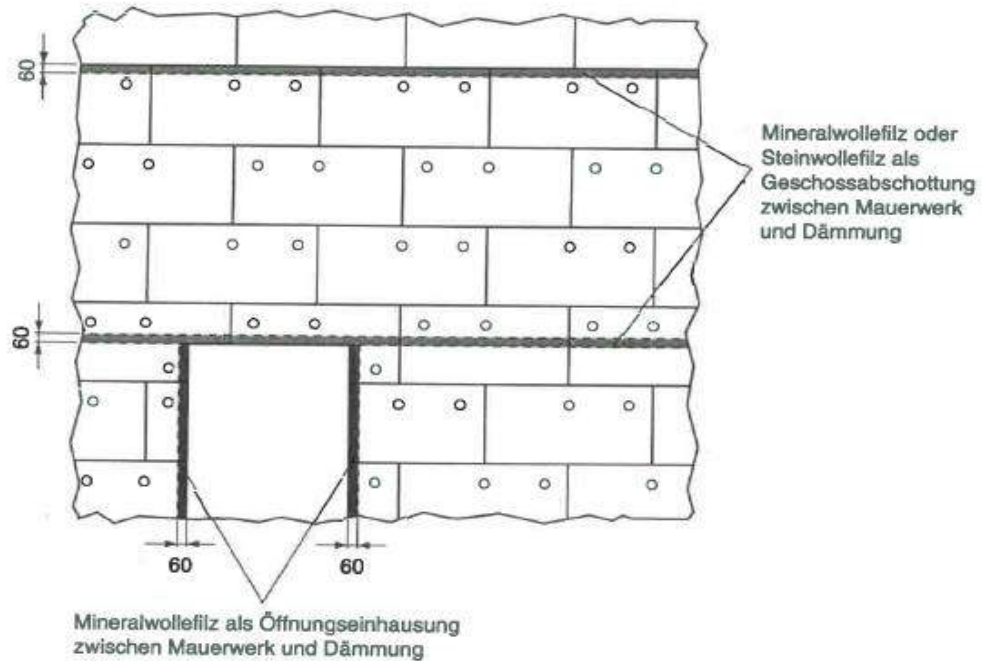 60
Mineralwollefilz oder
Steinwollefilz als
Geschossabschottung
zwischen Mauerwerk
und Dämmung
60
60
60
Mineralwollefilz als Öffnungseinhausung
zwischen Mauerwerk und Dämmung